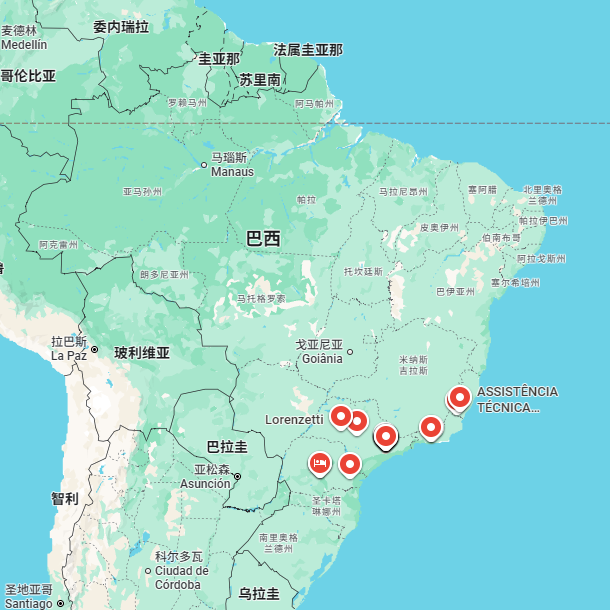 麦德林
Medellín
委内瑞拉
圭亚那
法属圭亚那
哥伦比亚
苏里南
罗赖马州
阿马帕州
马瑙斯
Manaus
亚马孙州
帕拉
马拉尼昂州
塞阿腊
北里奥格
兰德州
帕拉伊巴州
皮奥伊州
伯南布哥
阿拉戈斯州
塞尔希培州
巴西
阿克雷州
朗多尼亚州
托坎廷斯
马托格罗索
巴伊亚州
拉巴斯
La Paz
玻利维亚
戈亚尼亚
Goiânia
米纳斯
吉拉斯
ASSISTÊNCIA
TÉCNICA...
Lorenzetti
巴拉圭
亚松森
Asunción
智利
圣卡塔
琳娜州
南里奥格
兰德州
科尔多瓦
Ciudad de
Córdoba
乌拉圭
圣地亚哥
Santiago